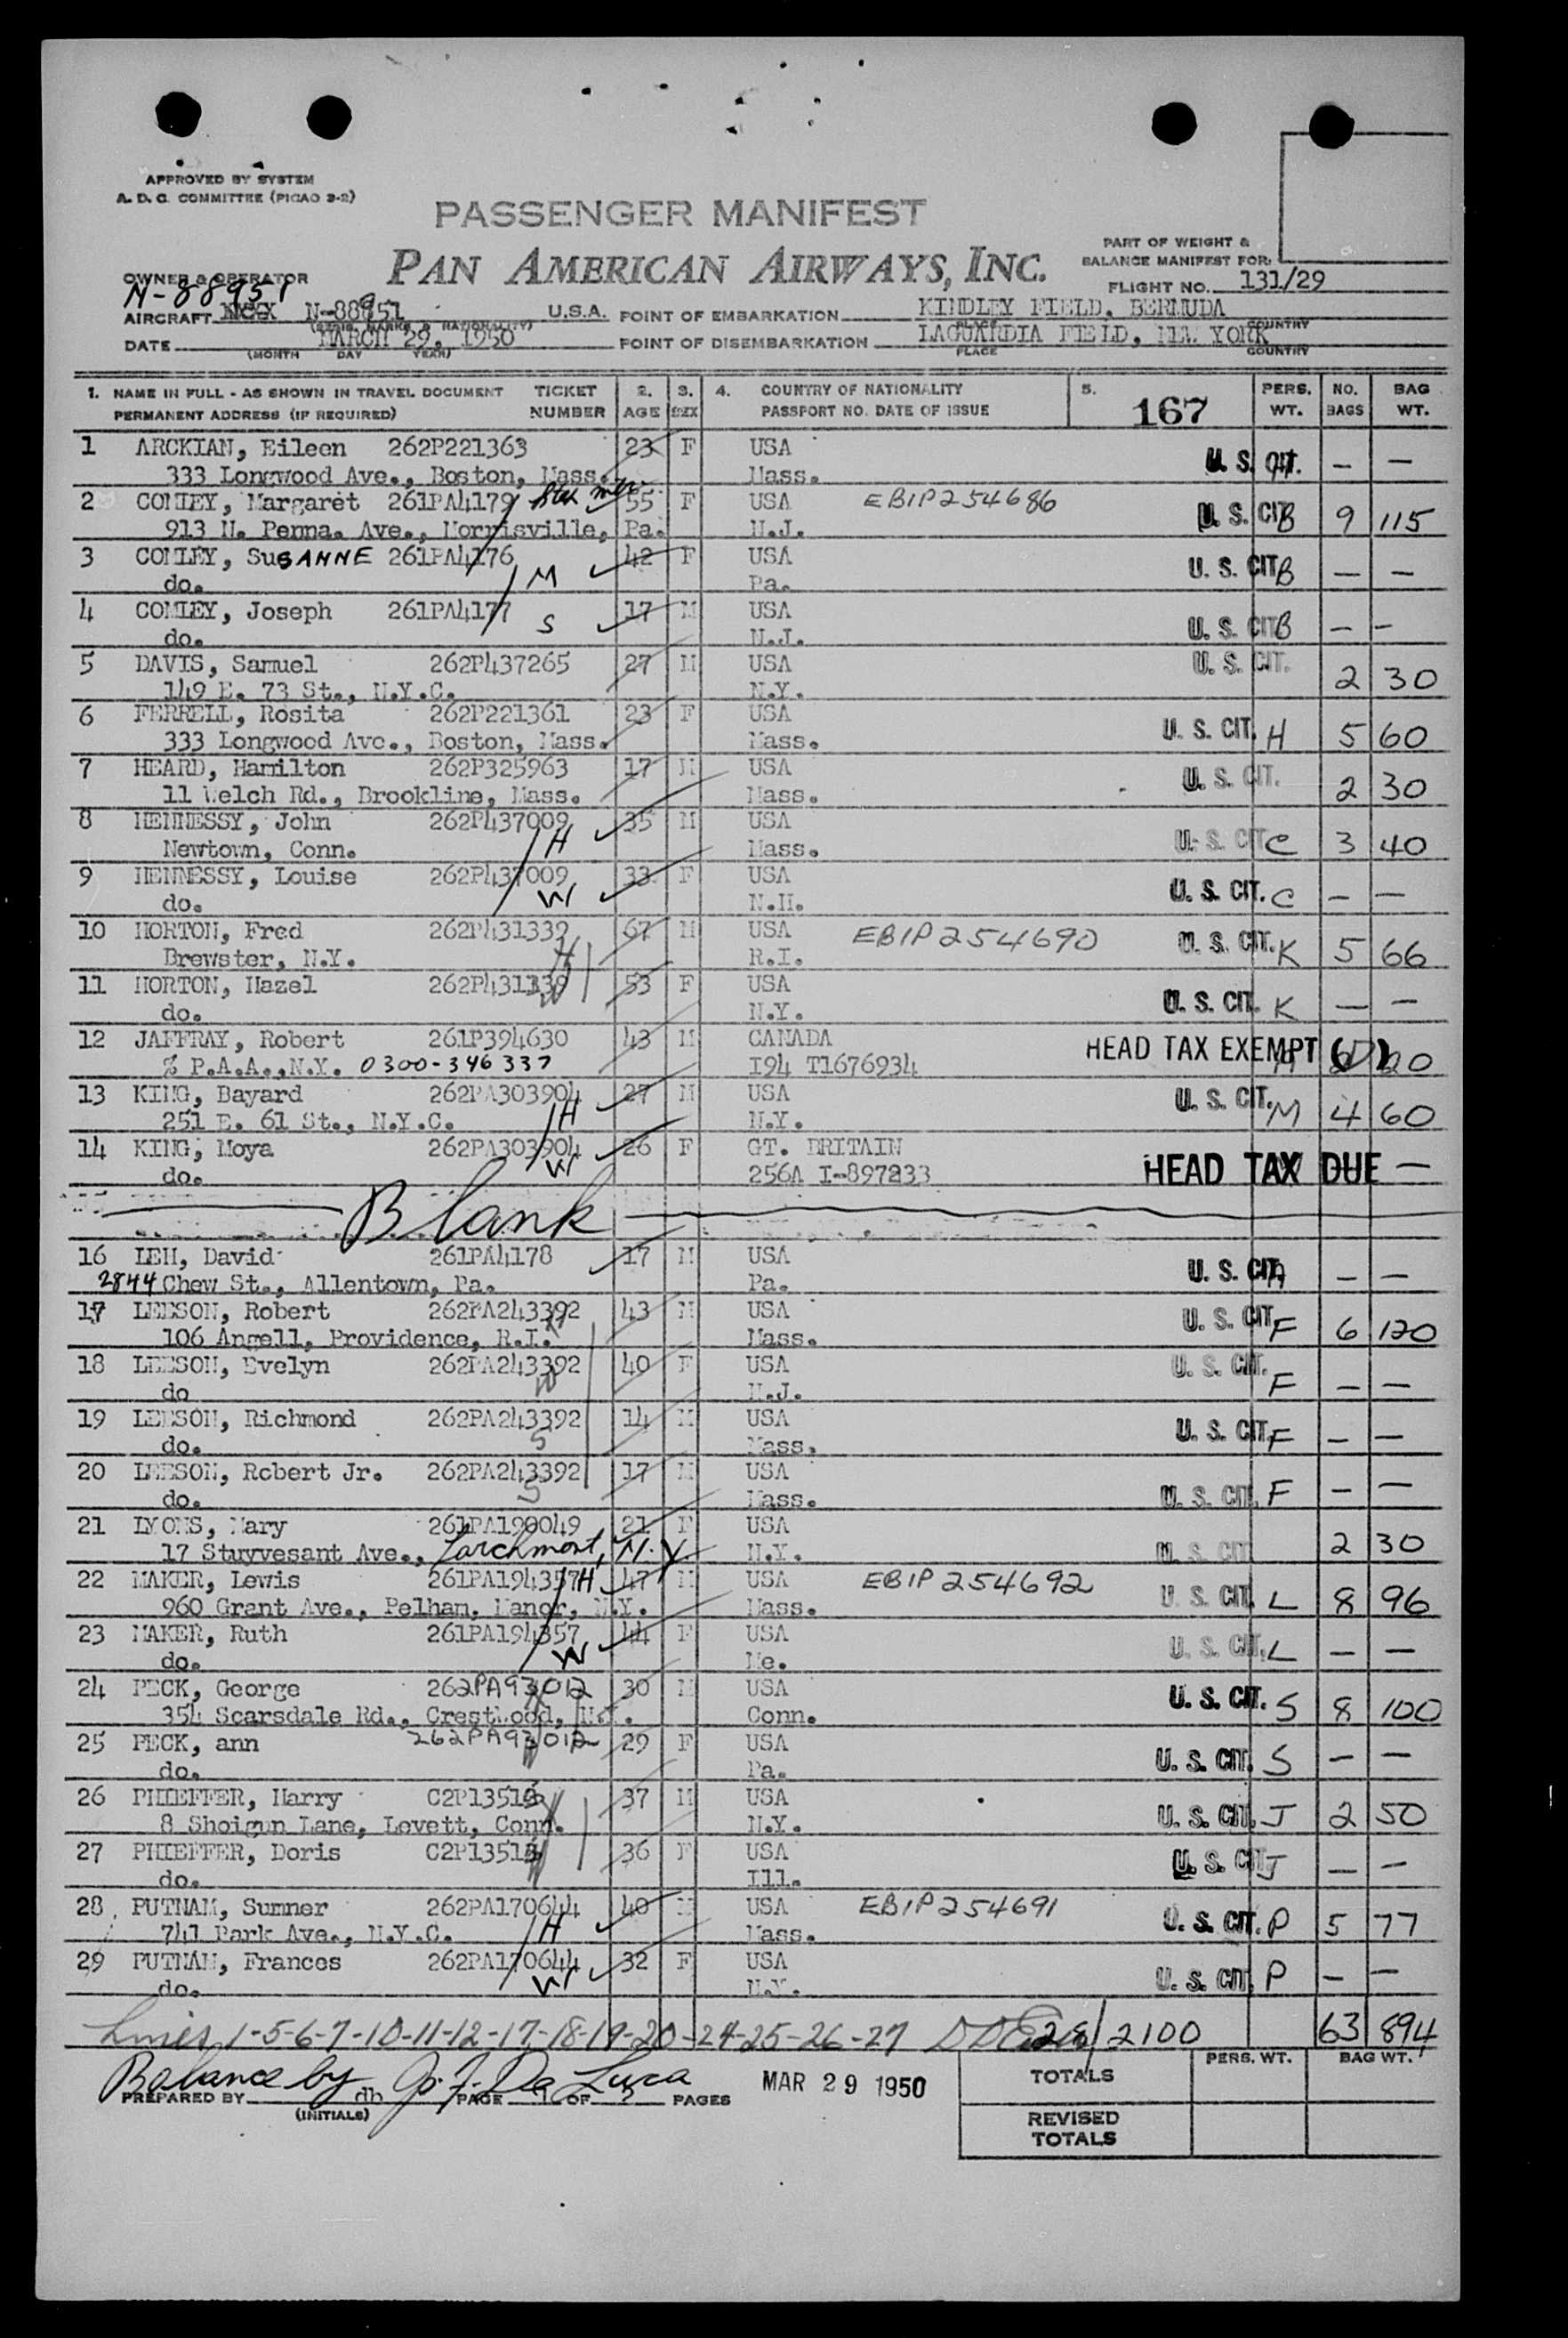 APPROVED BY SYSTEM
A. D. C. COMMITTEE (PICAO 3-2)
PASSENGER MANIFEST
PAN AMERICAN AIRWAYS, INC.
PART OF WEIGHT &
BALANCE MANIFEST FOR:
FLIGHT NO. 131/29
OWNER & OPERATOR
N-88951
AIRCRAFT N-88951 U.S.A. POINT OF EMBARKATION KINDLEY FIELD, BERMUDA
(REGIS. MARKS & NATIONALITY) PLACE COUNTRY
DATE MARCH 29, 1950 POINT OF DISEMBARKATION LAGUARDIA FIELD, NEW YORK
(MONTH DAY YEAR) PLACE COUNTRY
1. NAME IN FULL - AS SHOWN IN TRAVEL DOCUMENT TICKET 2. 3. 4. COUNTRY OF NATIONALITY 5. PERS. NO. BAG
PERMANENT ADDRESS (IF REQUIRED) NUMBER AGE SEX PASSPORT NO. DATE OF ISSUE 167 WT. BAGS WT.
1 ARCKIAN, Eileen 262P221363 23 F USA U. S. CIT. — —
333 Longwood Ave., Boston, Mass. Mass.
2 COMLEY, Margaret 261PA4179 55 F USA EBIP254686 U. S. CIT B 9 115
913 N. Penna. Ave., Morrisville, Pa. N.J.
3 COMLEY, SuSANNE 261PA4176 42 F USA U. S. CIT B — —
do. M Pa.
4 COMLEY, Joseph 261PA4177 17 M USA U. S. CIT B — —
do. S N.J.
5 DAVIS, Samuel 262P437265 27 M USA U. S. CIT. 2 30
149 E. 73 St., N.Y.C. N.Y.
6 FERRELL, Rosita 262P221361 23 F USA U. S. CIT. H 5 60
333 Longwood Ave., Boston, Mass. Mass.
7 HEARD, Hamilton 262P325963 17 M USA U. S. CIT. 2 30
11 Welch Rd., Brookline, Mass. Mass.
8 HENNESSY, John 262P437009 35 M USA U. S. CIT C 3 40
Newtown, Conn. H Mass.
9 HENNESSY, Louise 262P437009 33 F USA U. S. CIT. C — —
do. W N.H.
10 HORTON, Fred 262P431339 67 M USA EBIP254690 U. S. CIT. K 5 66
Brewster, N.Y. H R.I.
11 HORTON, Hazel 262P431339 53 F USA U. S. CIT. K — —
do. W N.Y.
12 JAFFRAY, Robert 261P394630 43 M CANADA HEAD TAX EXEMPT
% P.A.A.,N.Y. 0300-346337 I94 T1676934
13 KING, Bayard 262PA303904 27 M USA U. S. CIT. M 4 60
251 E. 61 St., N.Y.C. H N.Y.
14 KING, Moya 262PA303904 26 F GT. BRITAIN HEAD TAX DUE —
do. W 256A I-897233
Blank
16 LEH, David 261PA4178 17 M USA U. S. CIT. — —
2844 Chew St., Allentown, Pa. Pa.
17 LEESON, Robert 262PA243392 43 M USA U. S. CIT F 6 120
106 Angell, Providence, R.I. Mass.
18 LEESON, Evelyn 262PA243392 40 F USA U. S. CIT. F — —
do W N.J.
19 LEESON, Richmond 262PA243392 14 M USA U. S. CIT F — —
do. S Mass.
20 LEESON, Robert Jr. 262PA243392 17 M USA U. S. CIT. F — —
do. S Mass.
21 LYONS, Mary 261PA190049 21 F USA U. S. CIT 2 30
17 Stuyvesant Ave., Larchmont, N.Y. N.Y.
22 MAKER, Lewis 261PA194357 H 47 M USA EBIP254692 U. S. CIT. L 8 96
960 Grant Ave., Pelham, Manor, N.Y. Mass.
23 MAKER, Ruth 261PA194357 44 F USA U. S. CIT. L — —
do. W Me.
24 PECK, George 262PA93012 30 M USA U. S. CIT. S 8 100
354 Scarsdale Rd., Crestwood, N.Y. Conn.
25 PECK, ann 262PA93012 29 F USA U. S. CIT. S — —
do. Pa.
26 PHIEFFER, Harry 37 M USA U. S. CIT. J 2 50
8 Shoigun Lane, Levett, Conn. N.Y.
27 PHIEFFER, Doris 36 F USA U. S. CIT J — —
do. Ill.
28 PUTNAM, Sumner 262PA170644 40 M USA EBIP254691 U. S. CIT. P 5 77
741 Park Ave., N.Y.C. H Mass.
29 PUTNAM, Frances 262PA170644 32 F USA U. S. CIT. P — —
do. W N.Y.
Lines 1-5-6-7-10-11-12-17-18-19-20-24-25-26-27 28/2100 63 894
Balance by G. J. De Luca MAR 29 1950 TOTALS PERS. WT. BAG WT.
PREPARED BY db PAGE OF PAGES
(INITIALS)
REVISED
TOTALS